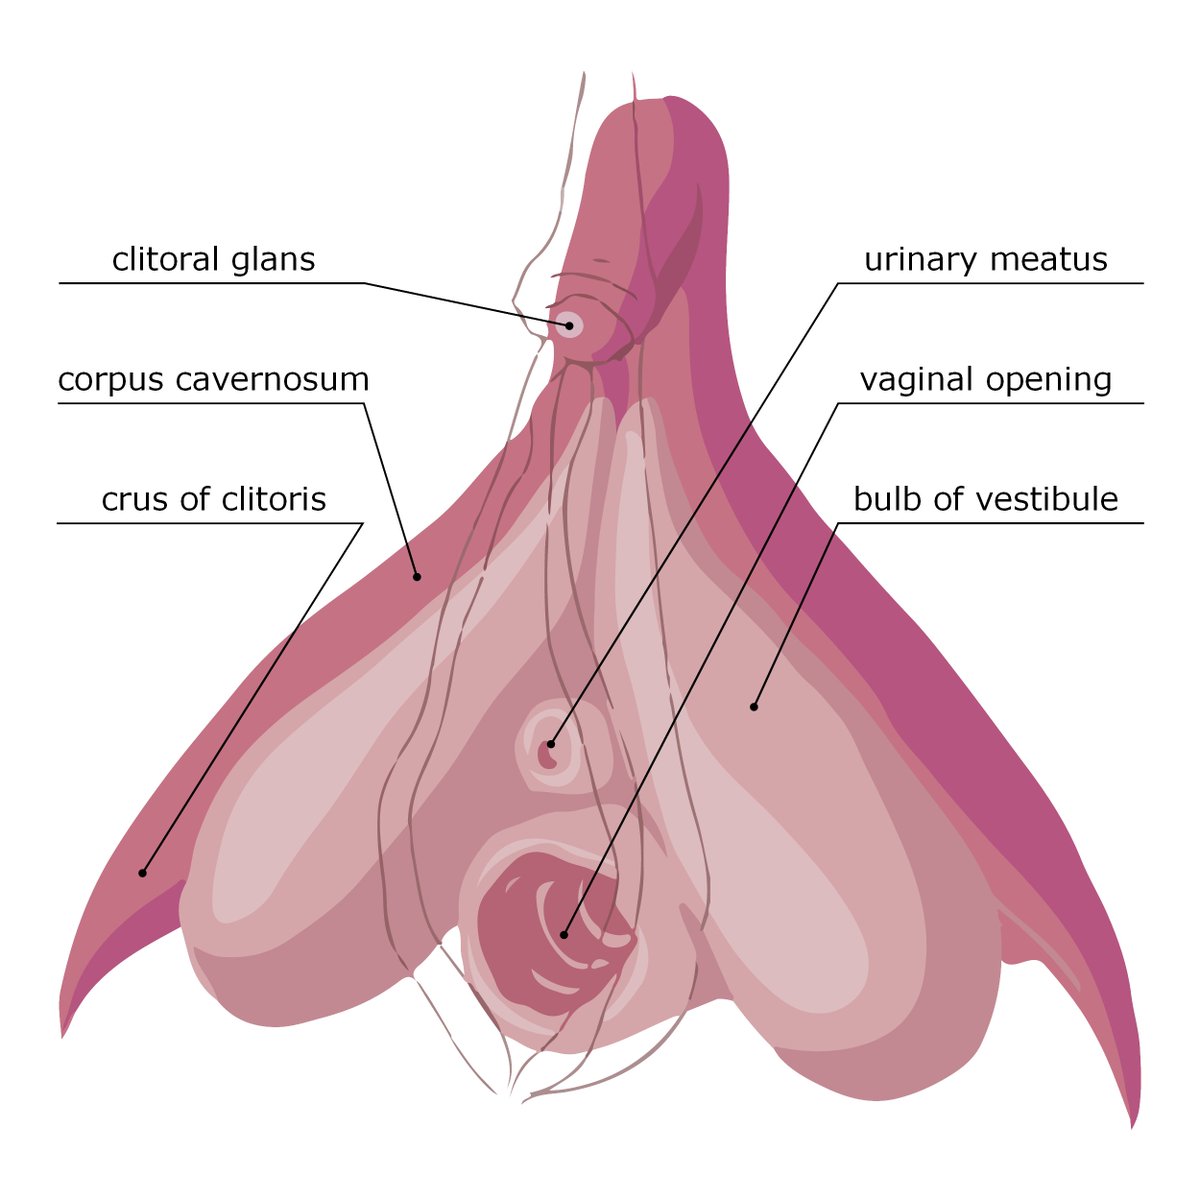 clitoral glans
corpus cavernosum
crus of clitoris
urinary meatus
vaginal opening
bulb of vestibule